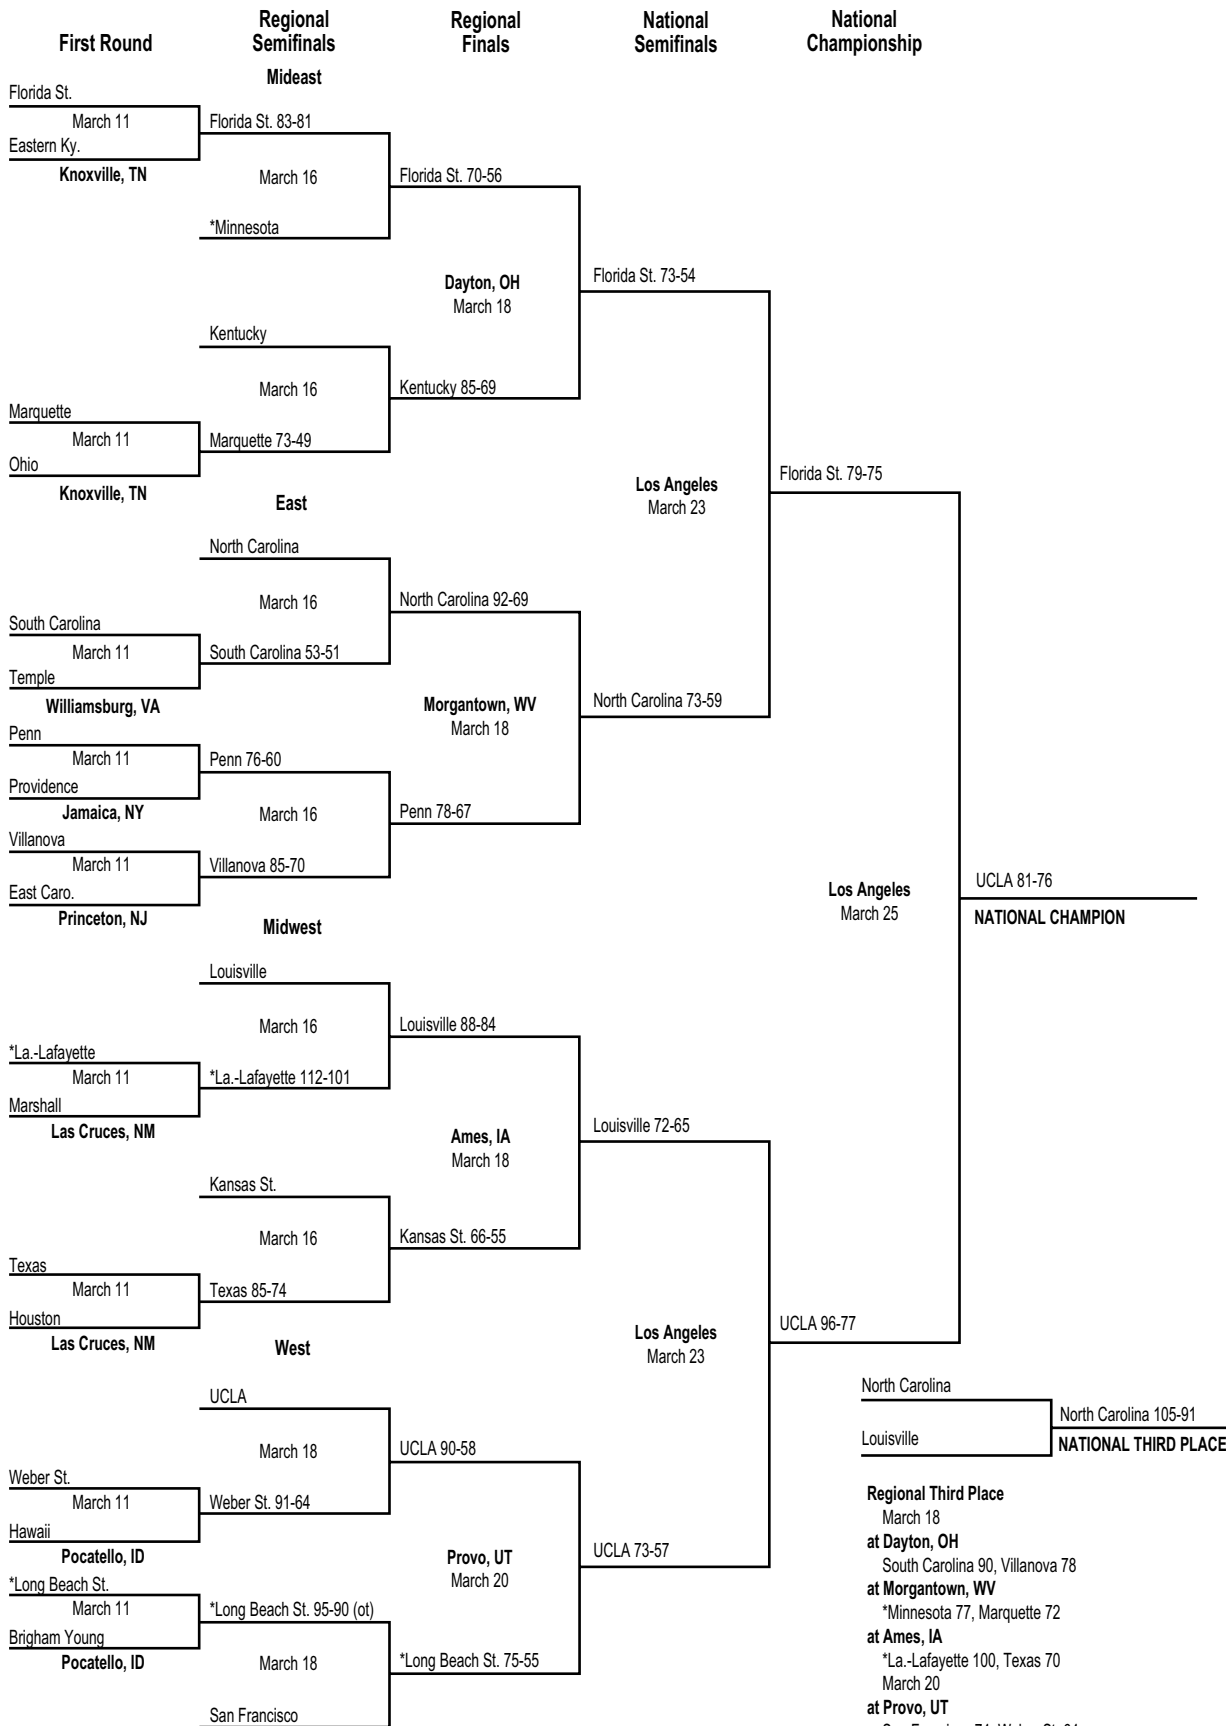 First Round
Regional
Semifinals
Regional
Finals
National
Semifinals
National
Championship
Mideast
Florida St.
March 11
Eastern Ky.
Knoxville, TN
Florida St. 83-81
March 16
*Minnesota
Florida St. 70-56
Dayton, OH
March 18
Florida St. 73-54
Kentucky
March 16
Kentucky 85-69
Marquette
March 11
Ohio
Knoxville, TN
Marquette 73-49
Los Angeles
March 23
Florida St. 79-75
East
North Carolina
March 16
North Carolina 92-69
South Carolina
March 11
Temple
Williamsburg, VA
South Carolina 53-51
Morgantown, WV
March 18
North Carolina 73-59
Penn
March 11
Providence
Jamaica, NY
Penn 76-60
March 16
Penn 78-67
Villanova
March 11
East Caro.
Princeton, NJ
Villanova 85-70
Los Angeles
March 25
UCLA 81-76
NATIONAL CHAMPION
Midwest
Louisville
March 16
Louisville 88-84
*La.-Lafayette
March 11
Marshall
Las Cruces, NM
*La.-Lafayette 112-101
Ames, IA
March 18
Louisville 72-65
Kansas St.
March 16
Kansas St. 66-55
Texas
March 11
Houston
Las Cruces, NM
Texas 85-74
Los Angeles
March 23
UCLA 96-77
West
UCLA
March 18
UCLA 90-58
Weber St.
March 11
Hawaii
Pocatello, ID
Weber St. 91-64
Provo, UT
March 20
UCLA 73-57
*Long Beach St.
March 11
Brigham Young
Pocatello, ID
*Long Beach St. 95-90 (ot)
March 18
*Long Beach St. 75-55
San Francisco
North Carolina
Louisville
North Carolina 105-91
NATIONAL THIRD PLACE
Regional Third Place
March 18
at Dayton, OH
South Carolina 90, Villanova 78
at Morgantown, WV
*Minnesota 77, Marquette 72
at Ames, IA
*La.-Lafayette 100, Texas 70
March 20
at Provo, UT